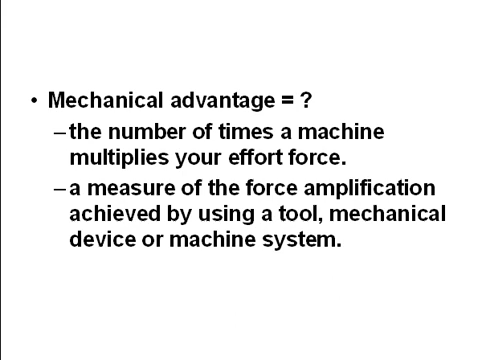 • Mechanical advantage = ?
–the number of times a machine
multiplies your effort force.
–a measure of the force amplification
achieved by using a tool, mechanical
device or machine system.